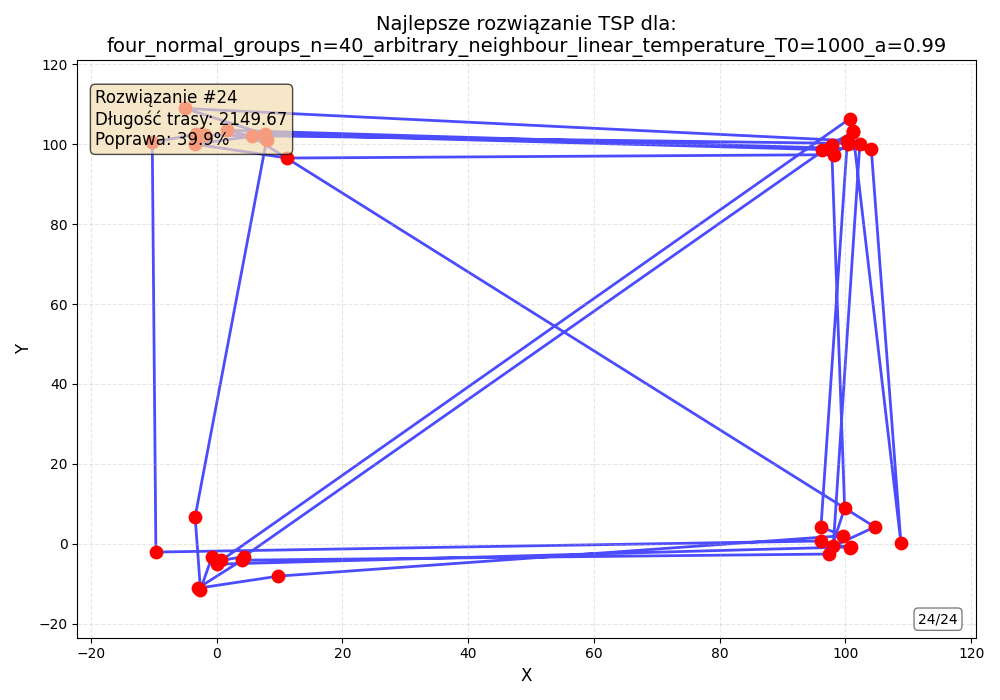 Najlepsze rozwiązanie TSP dla:
four_normal_groups_n=40_arbitrary_neighbour_linear_temperature_T0=1000_a=0.99
Rozwiązanie #24
Długość trasy: 2149.67
Poprawa: 39.9%
120
100
80
60
40
20
0
−20
Y
24/24
−20
0
20
40
60
80
100
120
X